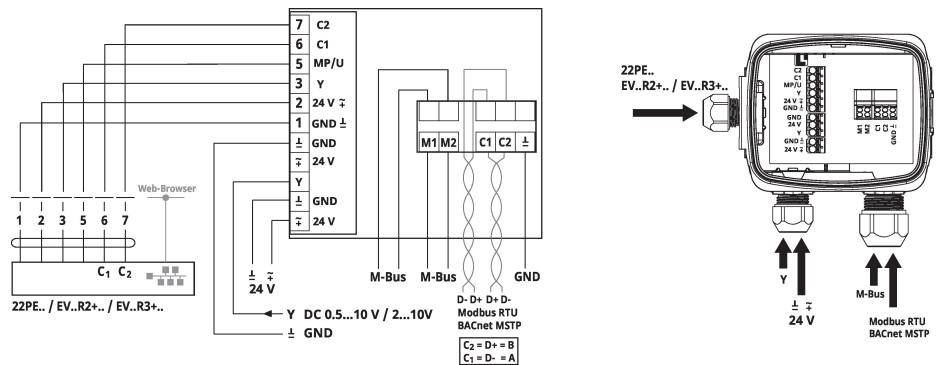 7 C2
6 C1
5 MP/U
3 Y
2 24 V ⏦
1 GND ⊥
⊥ GND
⏦ 24 V
Y
⊥ GND
⏦ 24 V
M1 M2 C1 C2 ⊥
Web-Browser
1 2 3 5 6 7
C1 C2
22PE.. / EV..R2+.. / EV..R3+..
⊥ ⏦
24 V
M-Bus M-Bus GND
D- D+ D+ D-
Modbus RTU
BACnet MSTP
Y DC 0.5...10 V / 2...10V
⊥ GND
C2 = D+ = B
C1 = D- = A
22PE..
EV..R2+.. / EV..R3+..
C2
C1
MP/U
Y
24 V ⏦
GND ⊥
GND
24 V
Y
GND ⊥
24 V ⏦
M1
M2
C1
C2
GND ⊥
Y
⊥ ⏦
24 V
M-Bus
Modbus RTU
BACnet MSTP